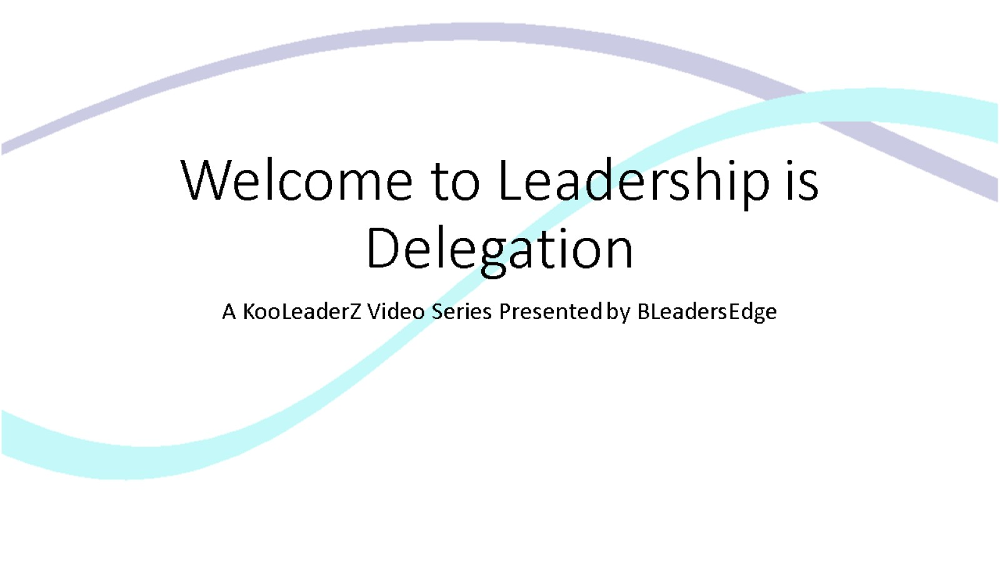 Welcome to Leadership is
Delegation
A KooLeaderZ Video Series Presented by BLeadersEdge